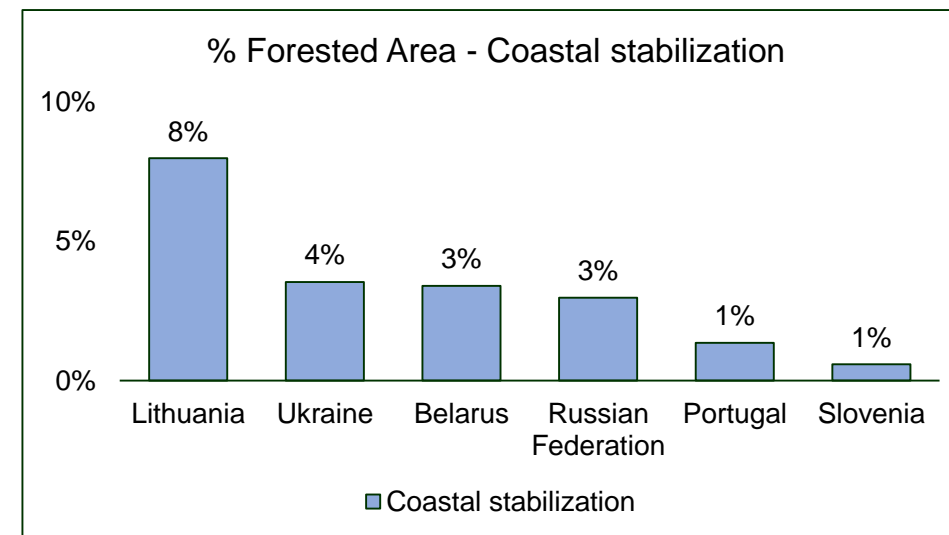 % Forested Area - Coastal stabilization
10%
5%
0%
8%
4%
3%
3%
1%
1%
Lithuania
Ukraine
Belarus
Russian
Federation
Portugal
Slovenia
Coastal stabilization